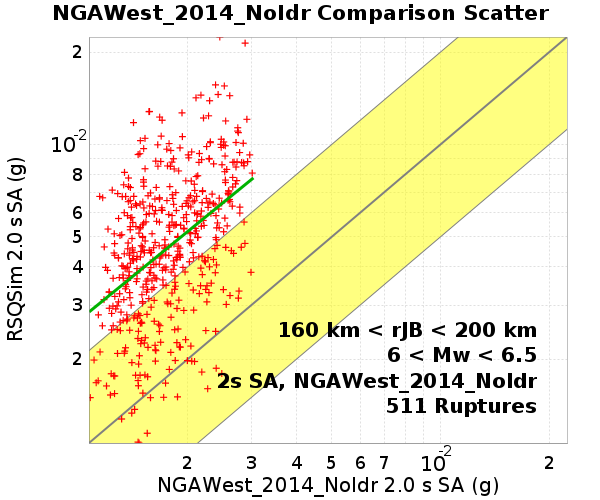 NGAWest_2014_NoIdr Comparison Scatter
RSQSim 2.0 s SA (g)
2
10-2
8
6
5
4
3
2
160 km < rJB < 200 km
6 < Mw < 6.5
2s SA, NGAWest_2014_NoIdr
511 Ruptures
2 3 4 5 6 7 10-2 2
NGAWest_2014_NoIdr 2.0 s SA (g)